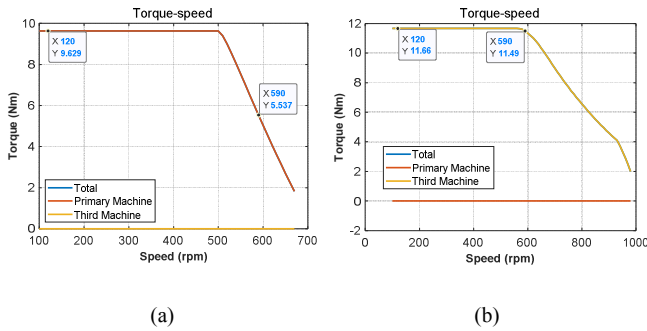 Torque-speed
10
8
6
4
2
0
Torque (Nm)
X 120
Y 9.629
X 590
Y 5.537
Total
Primary Machine
Third Machine
100 200 300 400 500 600 700
Speed (rpm)
(a)
Torque-speed
12
10
8
6
4
2
0
-2
Torque (Nm)
X 120
Y 11.66
X 590
Y 11.49
Total
Primary Machine
Third Machine
0 200 400 600 800 1000
Speed (rpm)
(b)